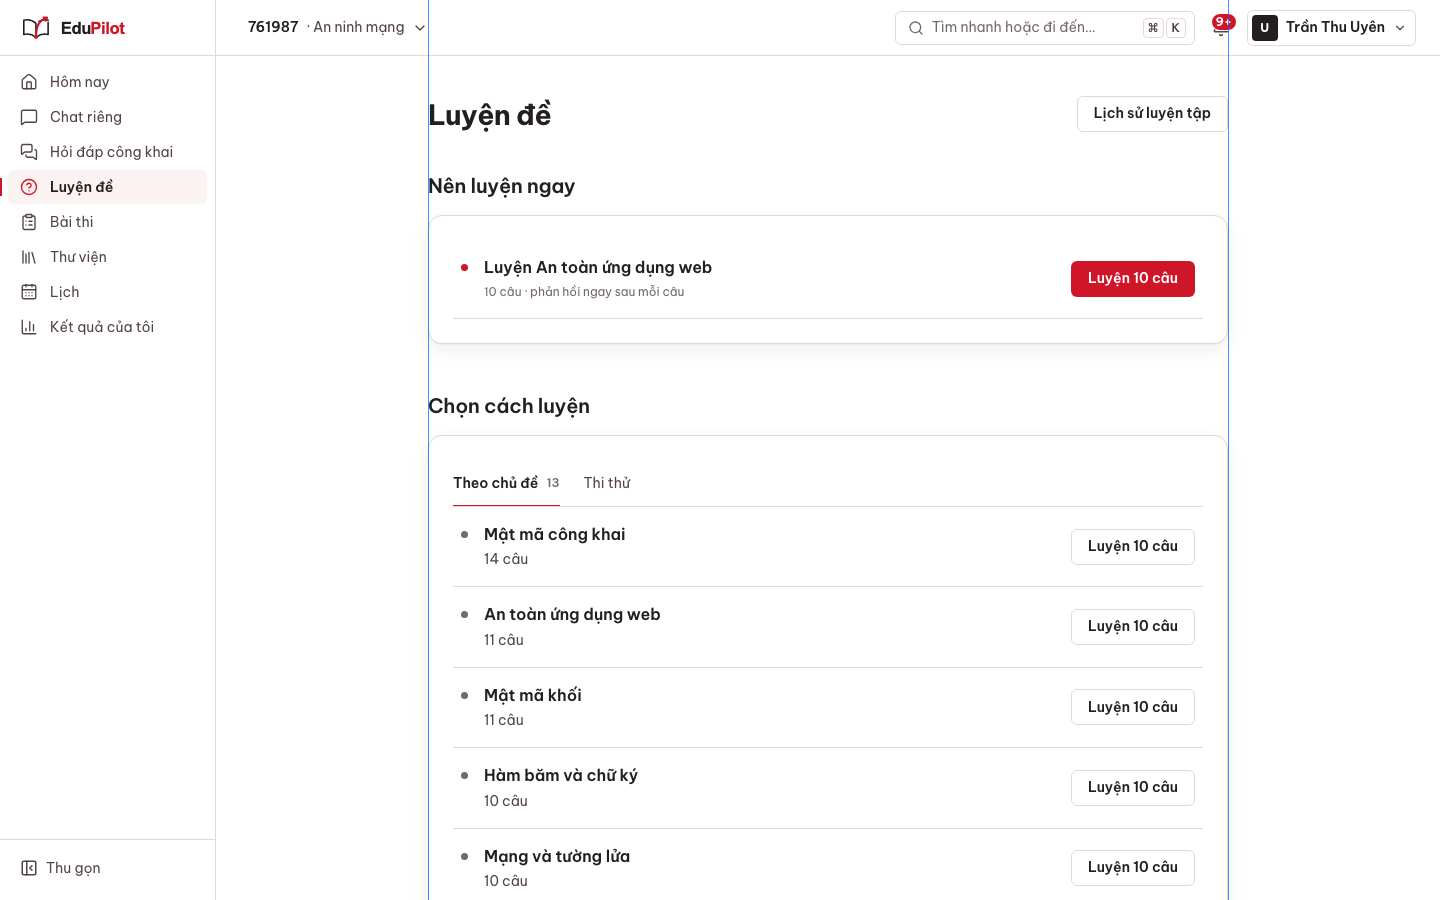 EduPilot
761987 · An ninh mạng
Tìm nhanh hoặc đi đến...
⌘ K
9+
U
Trần Thu Uyên
Hôm nay
Chat riêng
Hỏi đáp công khai
Luyện đề
Bài thi
Thư viện
Lịch
Kết quả của tôi
Thu gọn
Luyện đề
Lịch sử luyện tập
Nên luyện ngay
Luyện An toàn ứng dụng web
10 câu · phản hồi ngay sau mỗi câu
Luyện 10 câu
Chọn cách luyện
Theo chủ đề 13
Thi thử
Mật mã công khai
14 câu
Luyện 10 câu
An toàn ứng dụng web
11 câu
Luyện 10 câu
Mật mã khối
11 câu
Luyện 10 câu
Hàm băm và chữ ký
10 câu
Luyện 10 câu
Mạng và tường lửa
10 câu
Luyện 10 câu